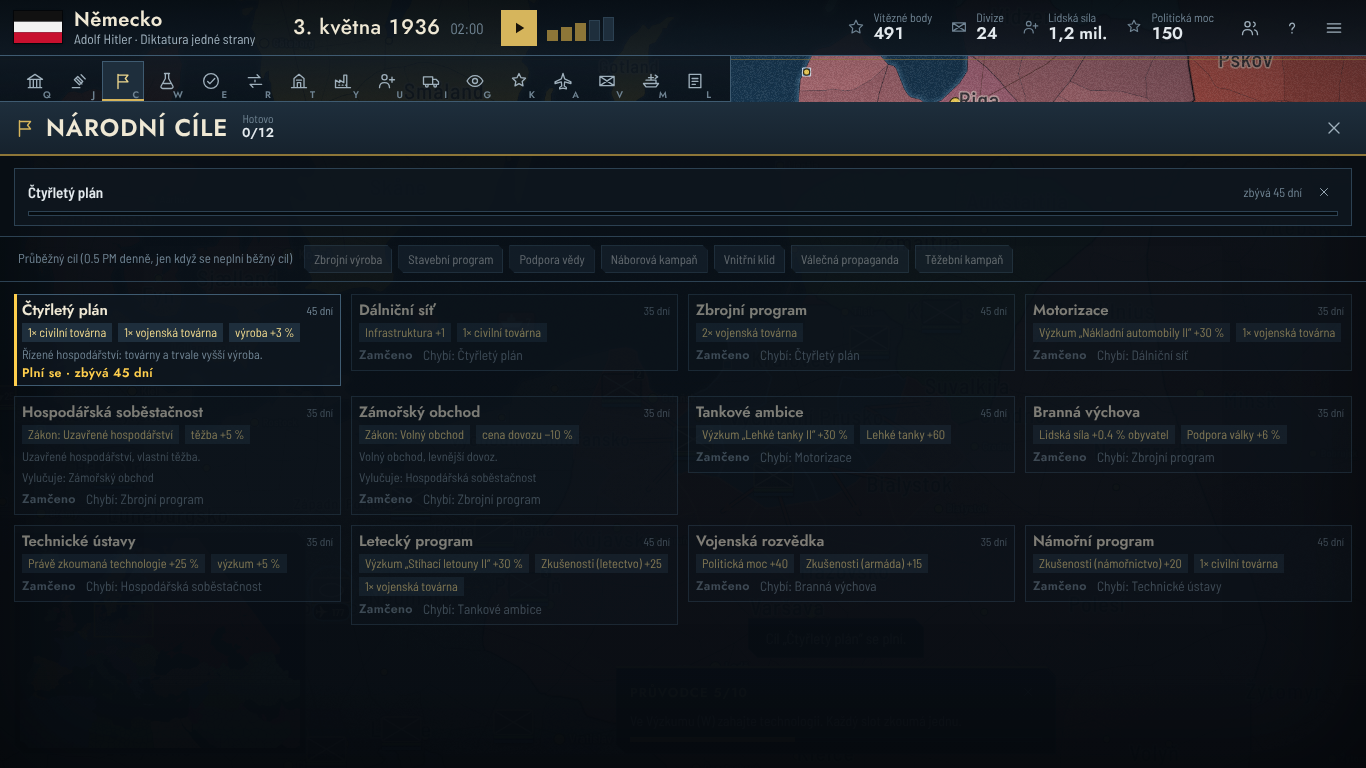 Německo
Adolf Hitler · Diktatura jedné strany
3. května 1936 02:00
Vítězné body
491
Divize
24
Lidská síla
1,2 mil.
Politická moc
150
?
Q J C W E R T Y U I G K A V M L
Pskov
Riga
NÁRODNÍ CÍLE
Hotovo
0/12
Čtyřletý plán
zbývá 45 dní
Průběžný cíl (0.5 PM denně, jen když se neplní běžný cíl)
Zbrojní výroba
Stavební program
Podpora vědy
Náborová kampaň
Vnitřní klid
Válečná propaganda
Těžební kampaň
Čtyřletý plán 45 dní
1× civilní továrna 1× vojenská továrna výroba +3 %
Řízené hospodářství: továrny a trvale vyšší výroba.
Plní se · zbývá 45 dní
Dálniční síť 35 dní
Infrastruktura +1 1× civilní továrna
Zamčeno Chybí: Čtyřletý plán
Zbrojní program 35 dní
2× vojenská továrna
Zamčeno Chybí: Čtyřletý plán
Motorizace 35 dní
Výzkum „Nákladní automobily II“ +30 % 1× vojenská továrna
Zamčeno Chybí: Dálniční síť
Hospodářská soběstačnost 35 dní
Zákon: Uzavřené hospodářství těžba +5 %
Uzavřené hospodářství, vlastní těžba.
Vylučuje: Zámořský obchod
Zamčeno Chybí: Zbrojní program
Zámořský obchod 35 dní
Zákon: Volný obchod cena dovozu −10 %
Volný obchod, levnější dovoz.
Vylučuje: Hospodářská soběstačnost
Zamčeno Chybí: Zbrojní program
Tankové ambice 45 dní
Výzkum „Lehké tanky II“ +30 % Lehké tanky +60
Zamčeno Chybí: Motorizace
Branná výchova 35 dní
Lidská síla +0.4 % obyvatel Podpora války +6 %
Zamčeno Chybí: Zbrojní program
Technické ústavy 35 dní
Právě zkoumaná technologie +25 % výzkum +5 %
Zamčeno Chybí: Hospodářská soběstačnost
Letecký program 45 dní
Výzkum „Stíhací letouny II“ +30 % Zkušenosti (letectvo) +25
1× vojenská továrna
Zamčeno Chybí: Tankové ambice
Vojenská rozvědka 35 dní
Politická moc +40 Zkušenosti (armáda) +15
Zamčeno Chybí: Branná výchova
Námořní program 45 dní
Zkušenosti (námořnictvo) +20 1× civilní továrna
Zamčeno Chybí: Technické ústavy